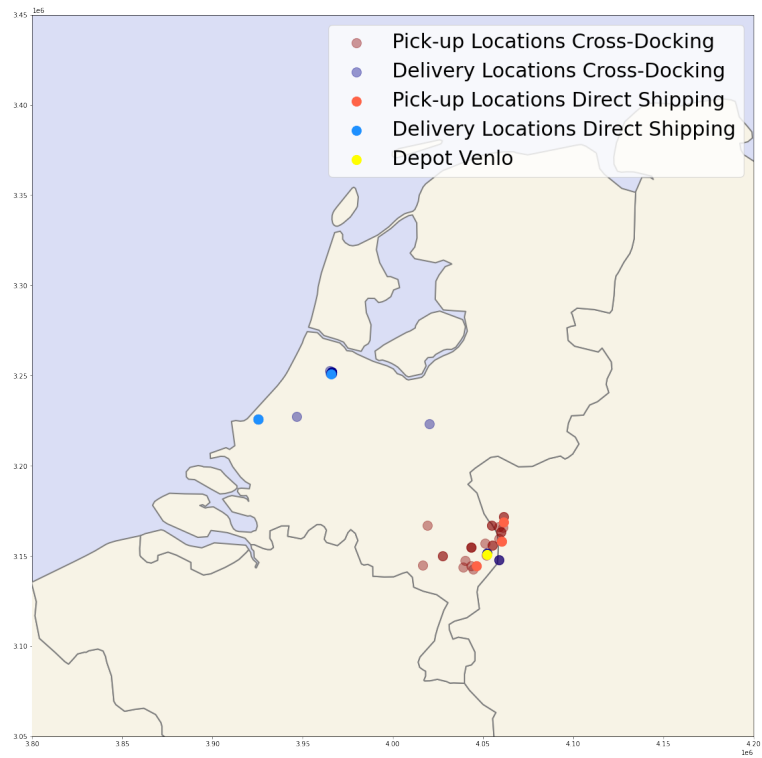 1e6
3.45
Pick-up Locations Cross-Docking
Delivery Locations Cross-Docking
Pick-up Locations Direct Shipping
Delivery Locations Direct Shipping
Depot Venlo
3.40
3.35
3.30
3.25
3.20
3.15
3.10
3.05
3.80 3.85 3.90 3.95 4.00 4.05 4.10 4.15 4.20
1e6